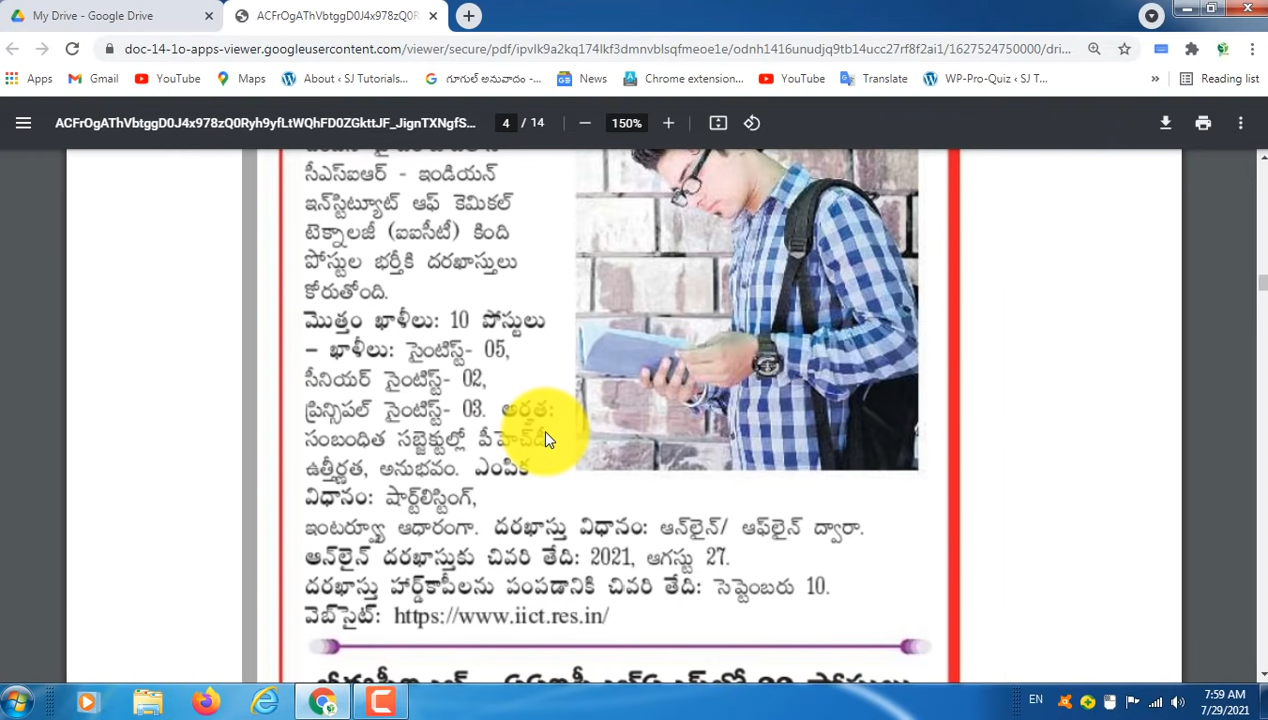 My Drive - Google Drive
ACFrOgAThVbtggD0J4x978zQ0R
doc-14-1o-apps-viewer.googleusercontent.com/viewer/secure/pdf/ipvlk9a2kq174lkf3dmnvblsqfmeoe1e/odnh1416unudjq9tb14ucc27rf8f2ai1/1627524750000/dri...
Apps
Gmail
YouTube
Maps
About ‹ SJ Tutorials...
గూగుల్ అనువాదం -...
News
Chrome extension...
YouTube
Translate
WP-Pro-Quiz ‹ SJ T...
»
Reading list
ACFrOgAThVbtggD0J4x978zQ0Ryh9yfLtWQhFD0ZGkttJF_JignTXNgfS...
4 / 14
150%
సీఎస్ఐఆర్ - ఇండియన్
ఇన్‌స్టిట్యూట్ ఆఫ్ కెమికల్
టెక్నాలజీ (ఐఐసీటీ) కింది
పోస్టుల భర్తీకి దరఖాస్తులు
కోరుతోంది.
మొత్తం ఖాళీలు: 10 పోస్టులు
– ఖాళీలు: సైంటిస్ట్- 05,
సీనియర్ సైంటిస్ట్- 02,
ప్రిన్సిపల్ సైంటిస్ట్- 03. అర్హత:
సంబంధిత సబ్జెక్టుల్లో పీహెచ్‌డీ
ఉత్తీర్ణత, అనుభవం. ఎంపిక
విధానం: షార్ట్‌లిస్టింగ్,
ఇంటర్వ్యూ ఆధారంగా. దరఖాస్తు విధానం: ఆన్‌లైన్/ ఆఫ్‌లైన్ ద్వారా.
ఆన్‌లైన్ దరఖాస్తుకు చివరి తేది: 2021, ఆగస్టు 27.
దరఖాస్తు హార్డ్‌కాపీలను పంపడానికి చివరి తేది: సెప్టెంబరు 10.
వెబ్‌సైట్: https://www.iict.res.in/
EN
7:59 AM
7/29/2021